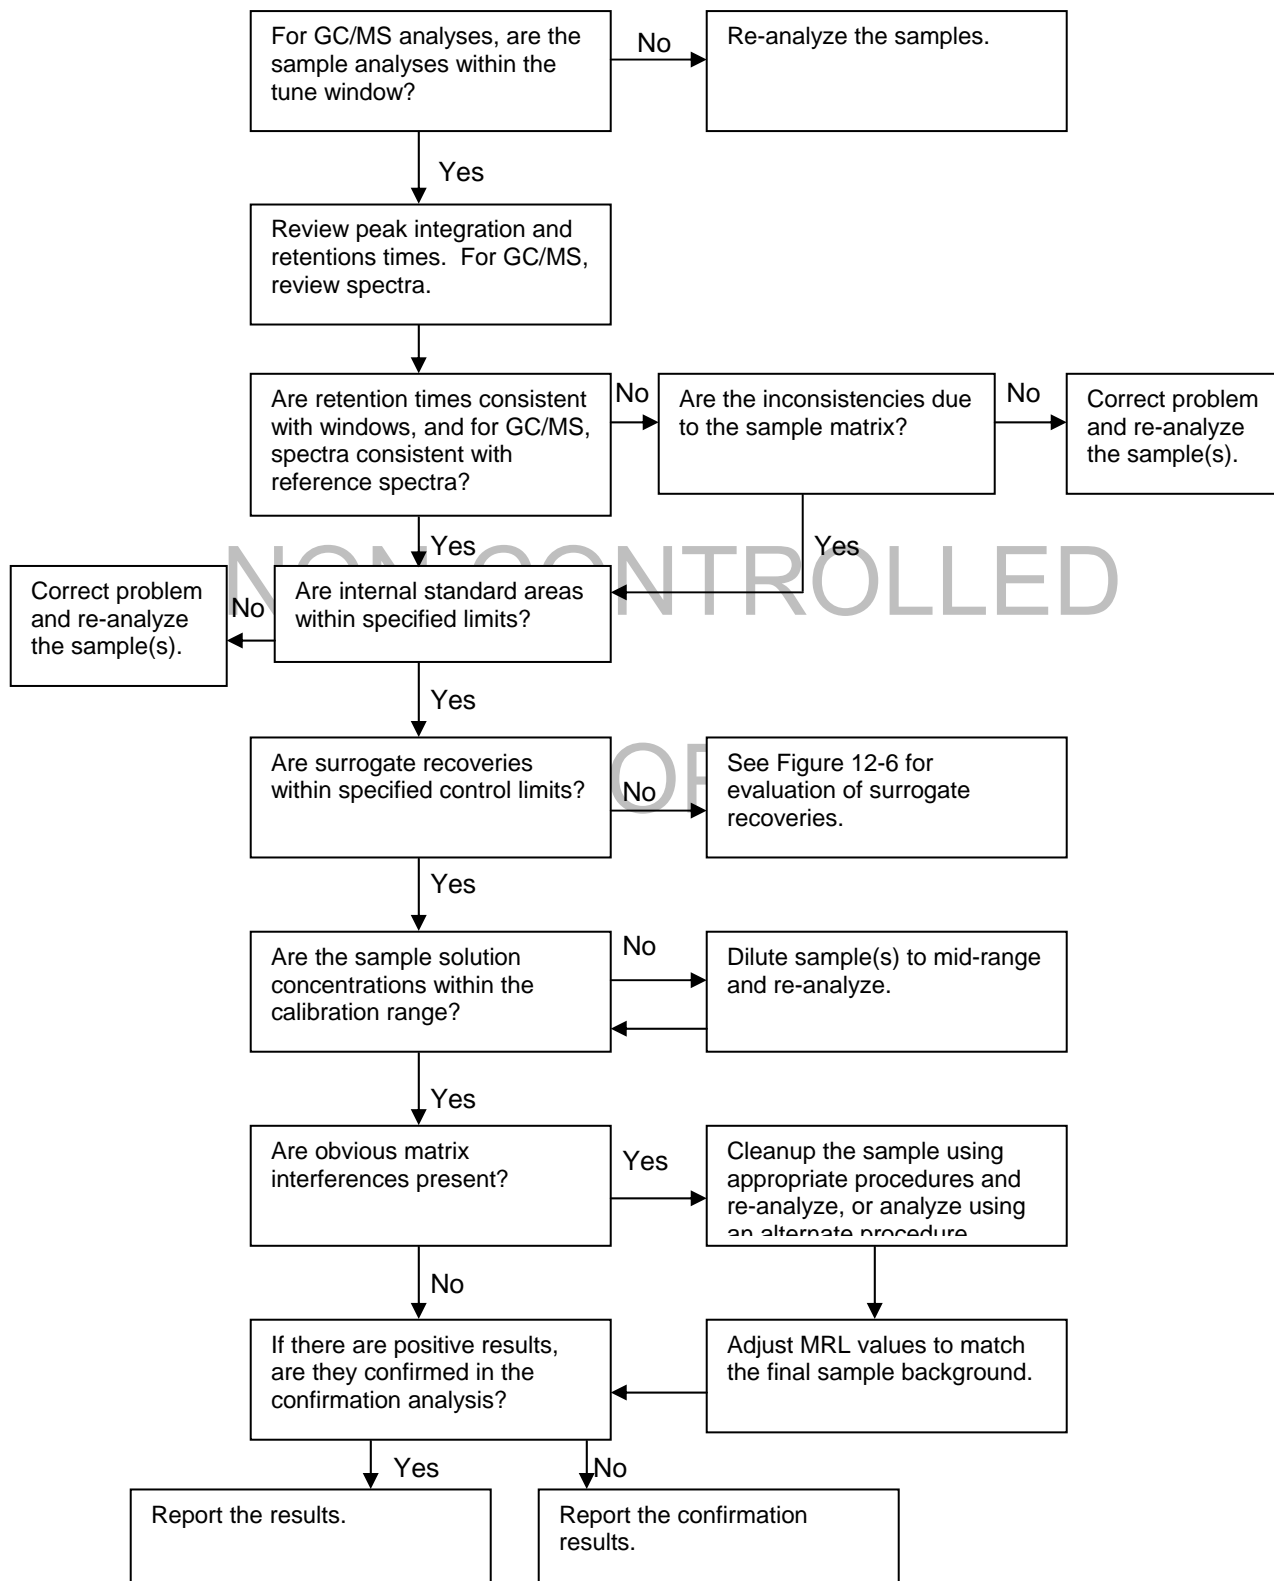 For GC/MS analyses, are the
sample analyses within the
tune window?
No
Re-analyze the samples.
Yes
Review peak integration and
retentions times.  For GC/MS,
review spectra.
Are retention times consistent
with windows, and for GC/MS,
spectra consistent with
reference spectra?
No
Are the inconsistencies due
to the sample matrix?
No
Correct problem
and re-analyze
the sample(s).
Yes
Yes
Correct problem
and re-analyze
the sample(s).
No
Are internal standard areas
within specified limits?
Yes
Are surrogate recoveries
within specified control limits?
No
See Figure 12-6 for
evaluation of surrogate
recoveries.
Yes
Are the sample solution
concentrations within the
calibration range?
No
Dilute sample(s) to mid-range
and re-analyze.
Yes
Are obvious matrix
interferences present?
Yes
Cleanup the sample using
appropriate procedures and
re-analyze, or analyze using
an alternate procedure
No
If there are positive results,
are they confirmed in the
confirmation analysis?
Adjust MRL values to match
the final sample background.
Yes
No
Report the results.
Report the confirmation
results.